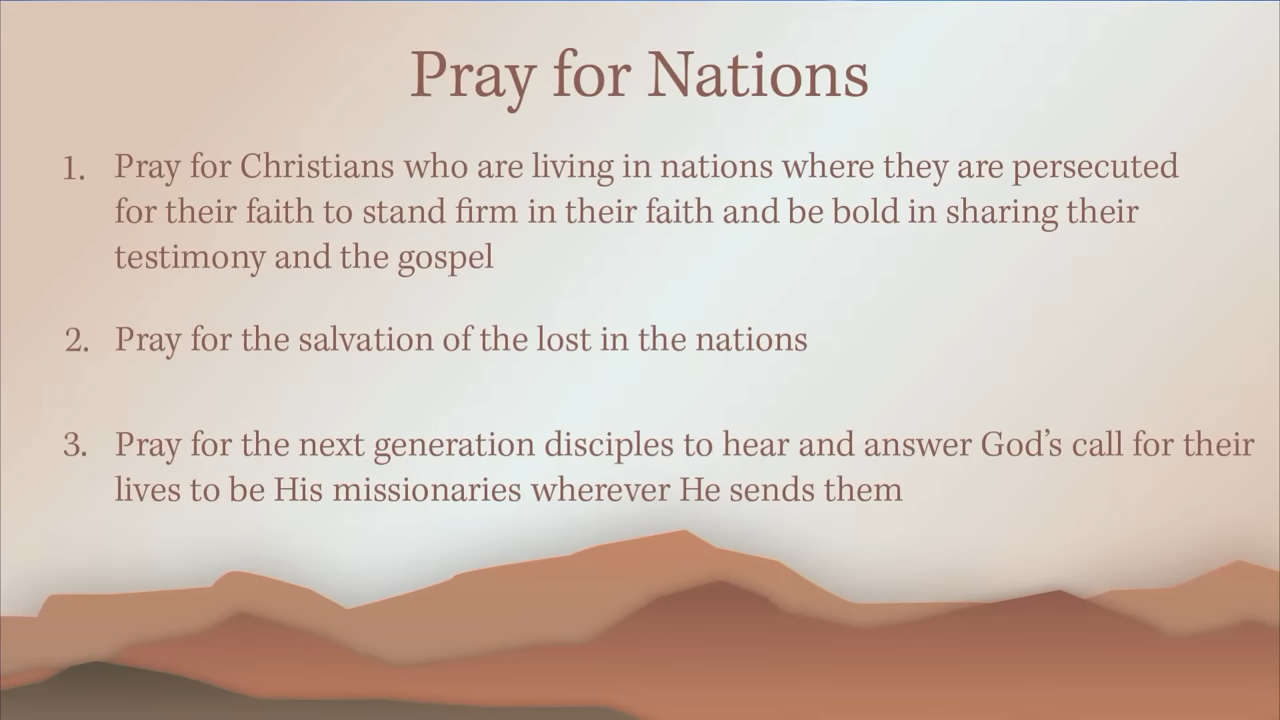 Pray for Nations
1. Pray for Christians who are living in nations where they are persecuted
for their faith to stand firm in their faith and be bold in sharing their
testimony and the gospel
2. Pray for the salvation of the lost in the nations
3. Pray for the next generation disciples to hear and answer God’s call for their
lives to be His missionaries wherever He sends them